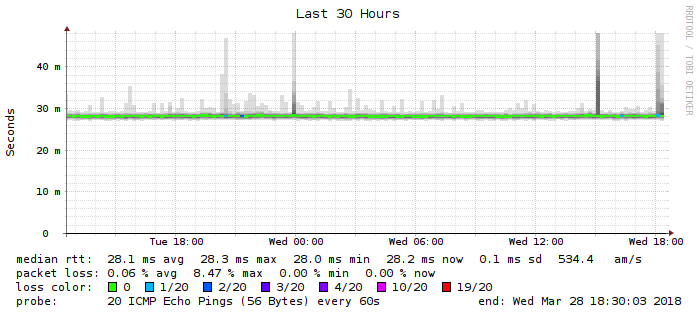 Last 30 Hours
RRDTOOL / TOBI OETIKER
Seconds
40 m
30 m
20 m
10 m
0
Tue 18:00 Wed 00:00 Wed 06:00 Wed 12:00 Wed 18:00
median rtt: 28.1 ms avg 28.3 ms max 28.0 ms min 28.2 ms now 0.1 ms sd 534.4 am/s
packet loss: 0.06 % avg 8.47 % max 0.00 % min 0.00 % now
loss color: 0 1/20 2/20 3/20 4/20 10/20 19/20
probe: 20 ICMP Echo Pings (56 Bytes) every 60s end: Wed Mar 28 18:30:03 2018